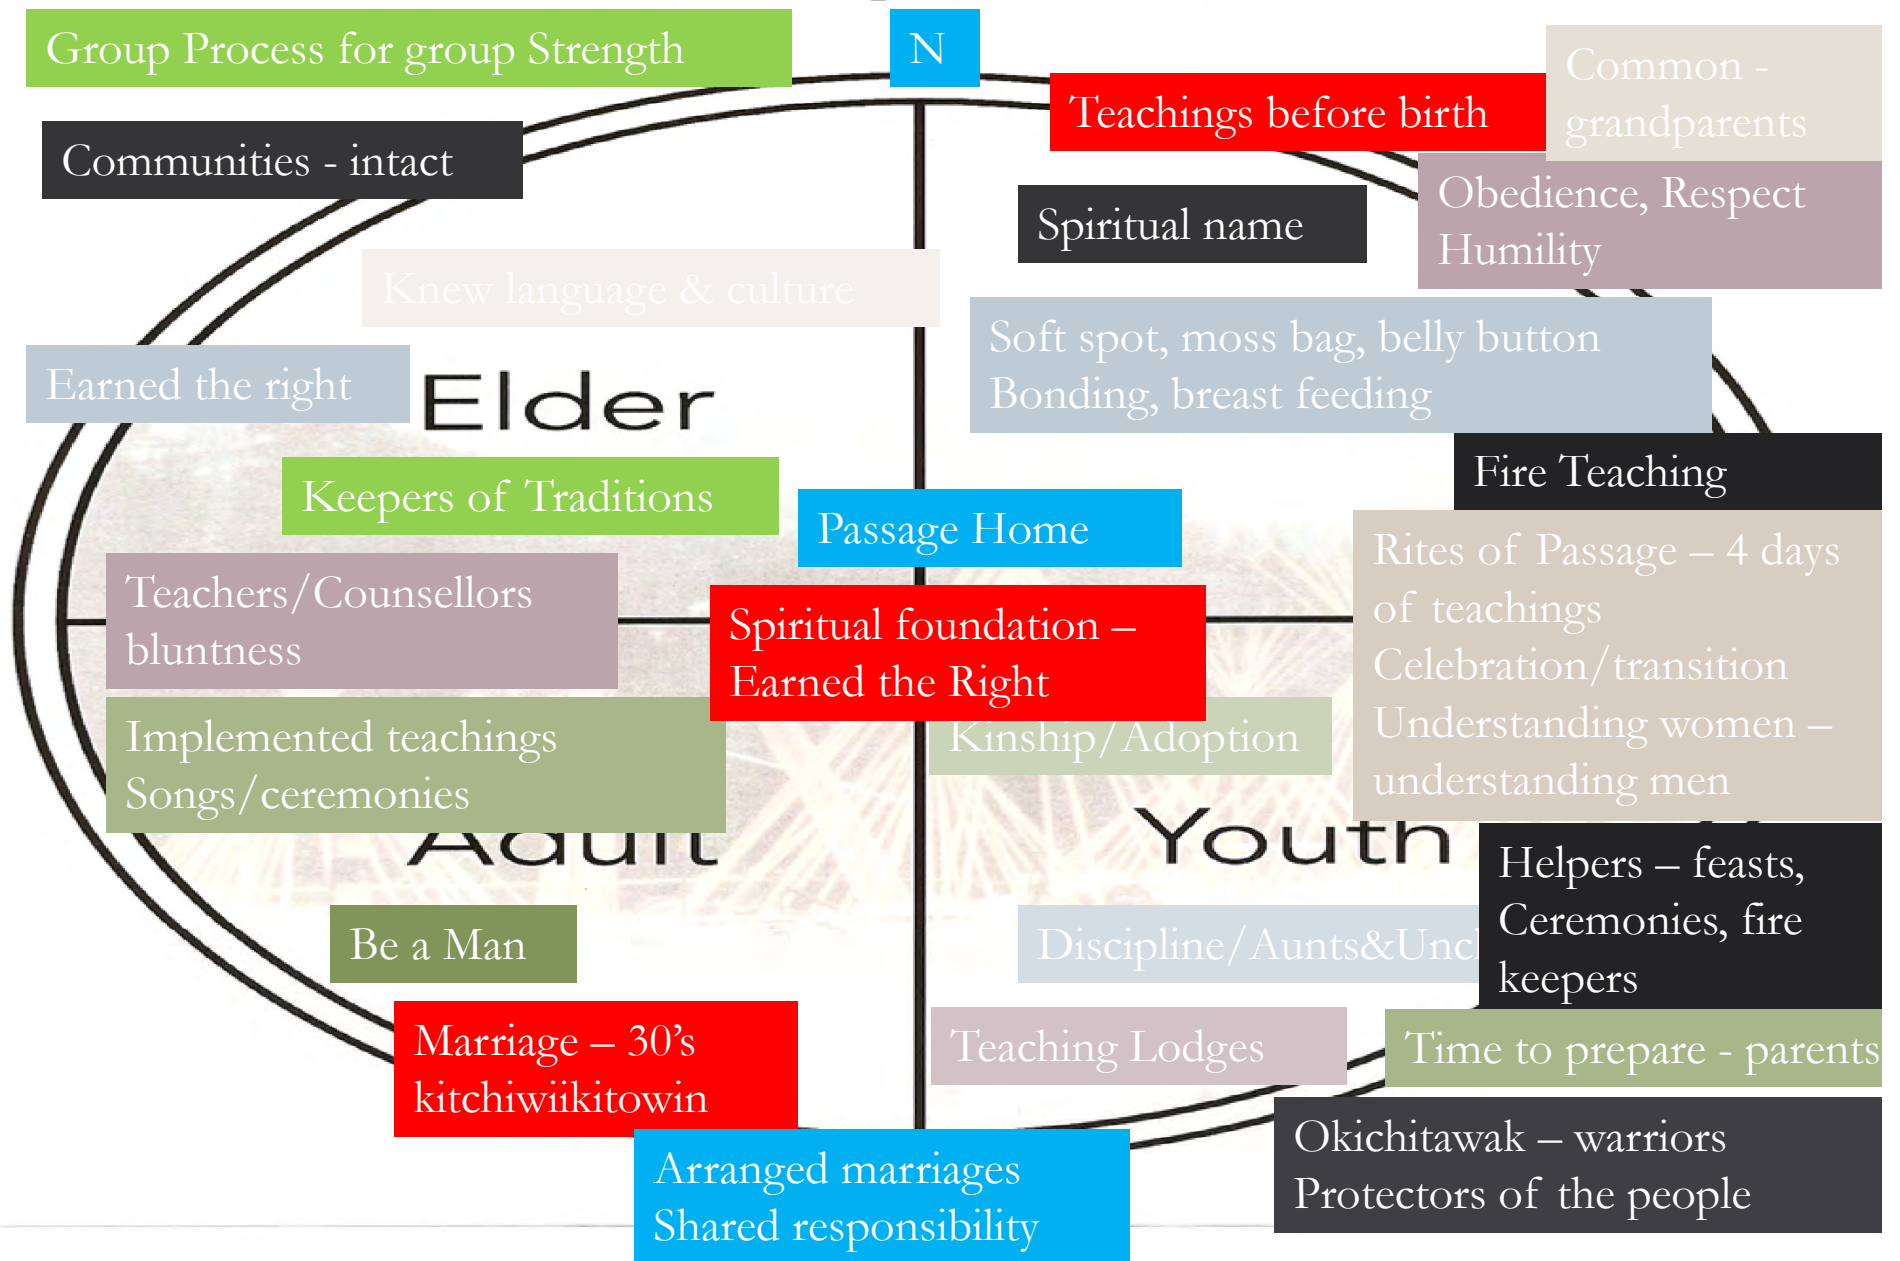 Group Process for group Strength
N
Common -
grandparents
Teachings before birth
Communities - intact
Obedience, Respect
Humility
Spiritual name
Knew language & culture
Soft spot, moss bag, belly button
Bonding, breast feeding
Earned the right
Elder
Fire Teaching
Keepers of Traditions
Passage Home
Rites of Passage – 4 days
of teachings
Celebration/transition
Understanding women –
understanding men
Teachers/Counsellors
bluntness
Spiritual foundation –
Earned the Right
Implemented teachings
Songs/ceremonies
Kinship/Adoption
Adult
Youth
Helpers – feasts,
Ceremonies, fire
keepers
Be a Man
Discipline/Aunts&Uncl
Marriage – 30’s
kitchiwiikitowin
Teaching Lodges
Time to prepare - parents
Okichitawak – warriors
Protectors of the people
Arranged marriages
Shared responsibility